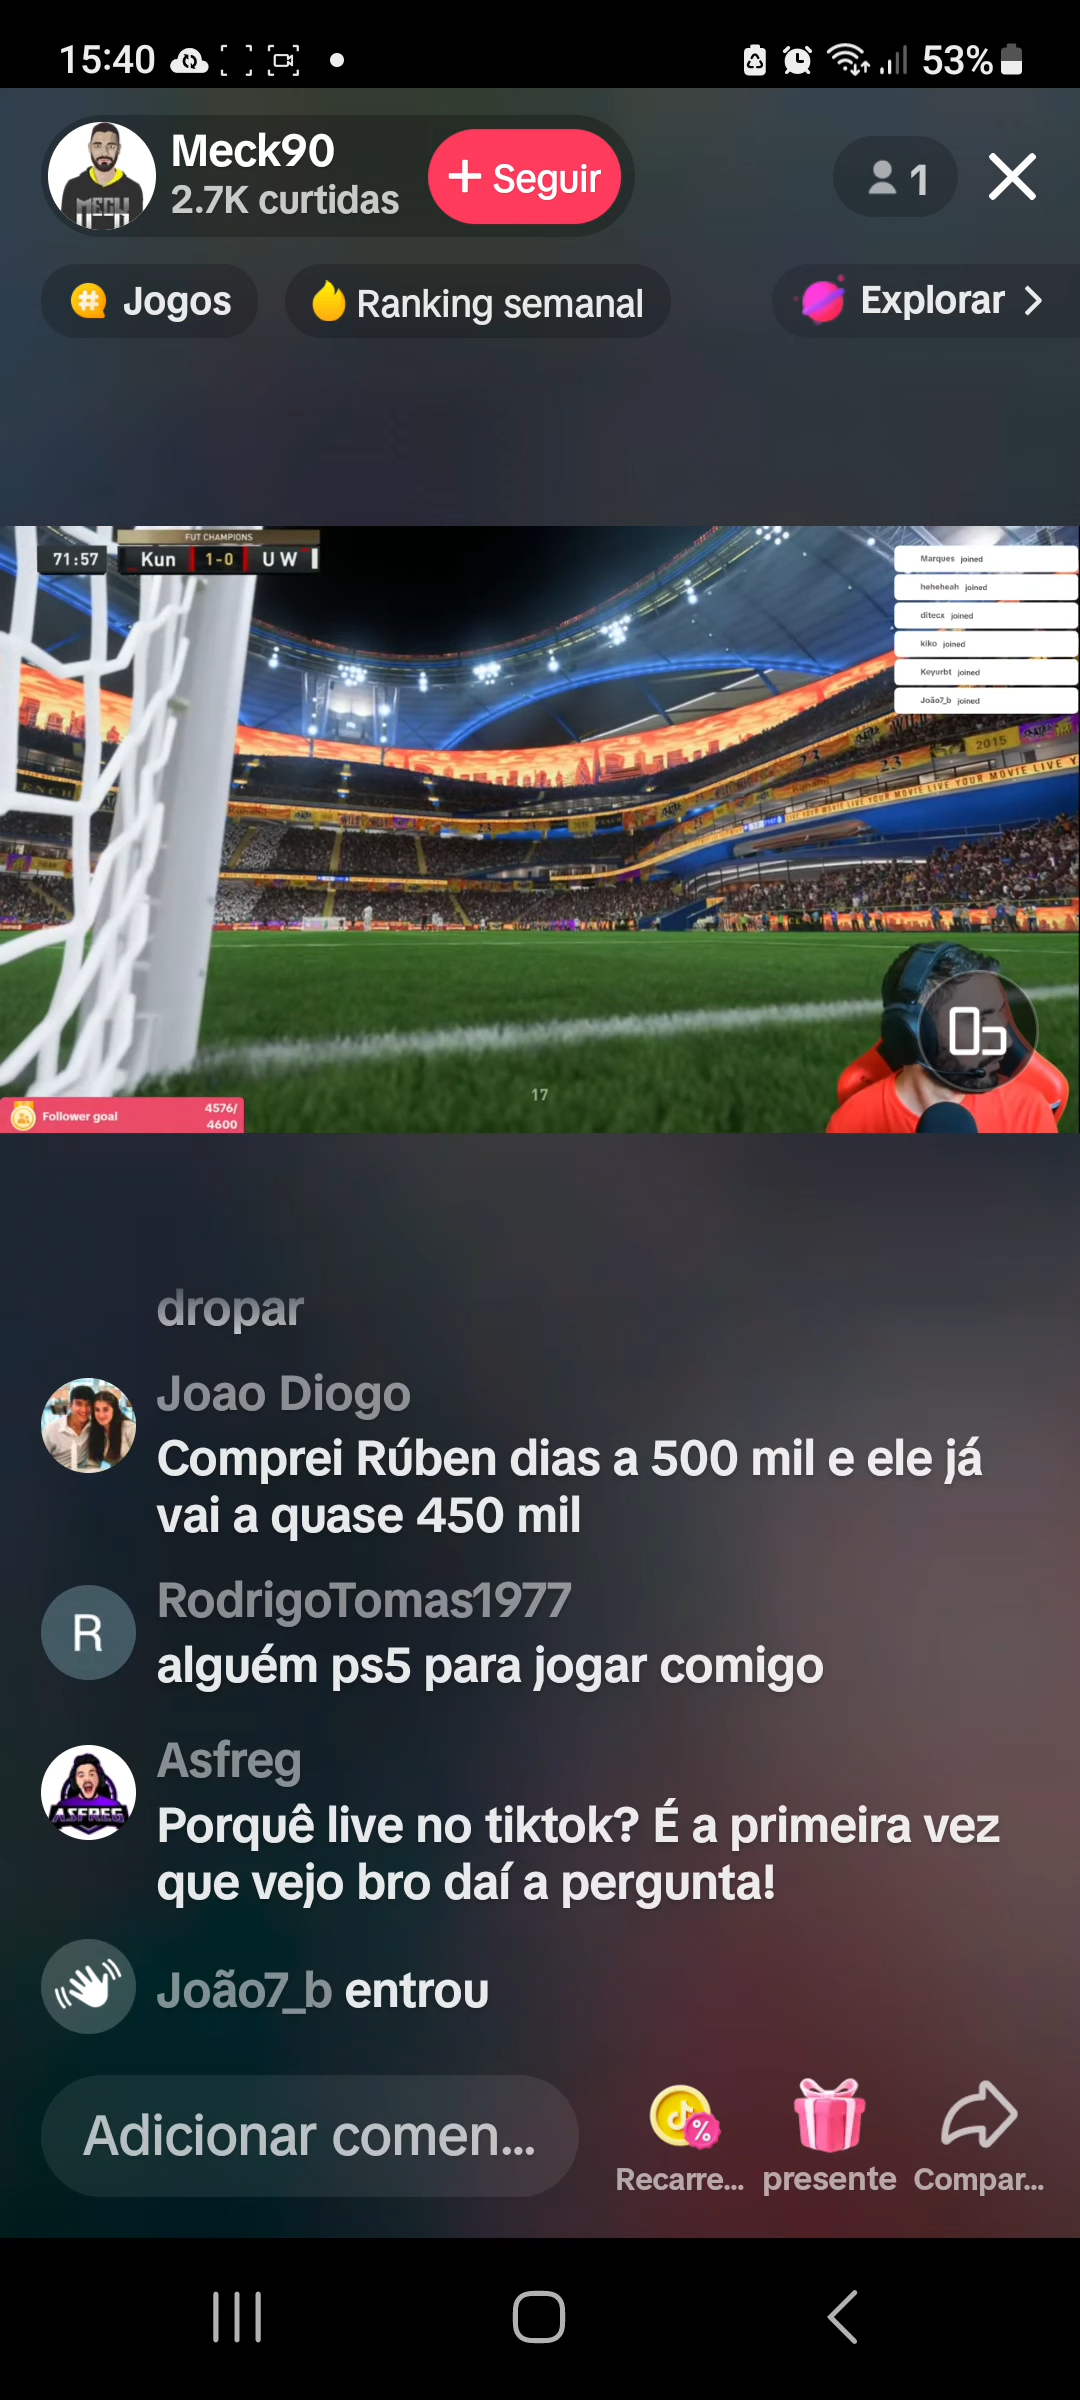 15:40
53%
Meck90
2.7K curtidas
+ Seguir
1
Jogos
Ranking semanal
Explorar
FUT CHAMPIONS
71:57 Kun 1-0 U W
Marques joined
heheheah joined
ditecx joined
kiko joined
Keyurbt joined
João7_b joined
2015
LIVE YOUR MOVIE LIVE Y
23
17
Follower goal 4576/
4600
dropar
Joao Diogo
Comprei Rúben dias a 500 mil e ele já
vai a quase 450 mil
R
RodrigoTomas1977
alguém ps5 para jogar comigo
ASFREG
Asfreg
Porquê live no tiktok? É a primeira vez
que vejo bro daí a pergunta!
João7_b entrou
Adicionar comen...
Recarre... presente Compar...